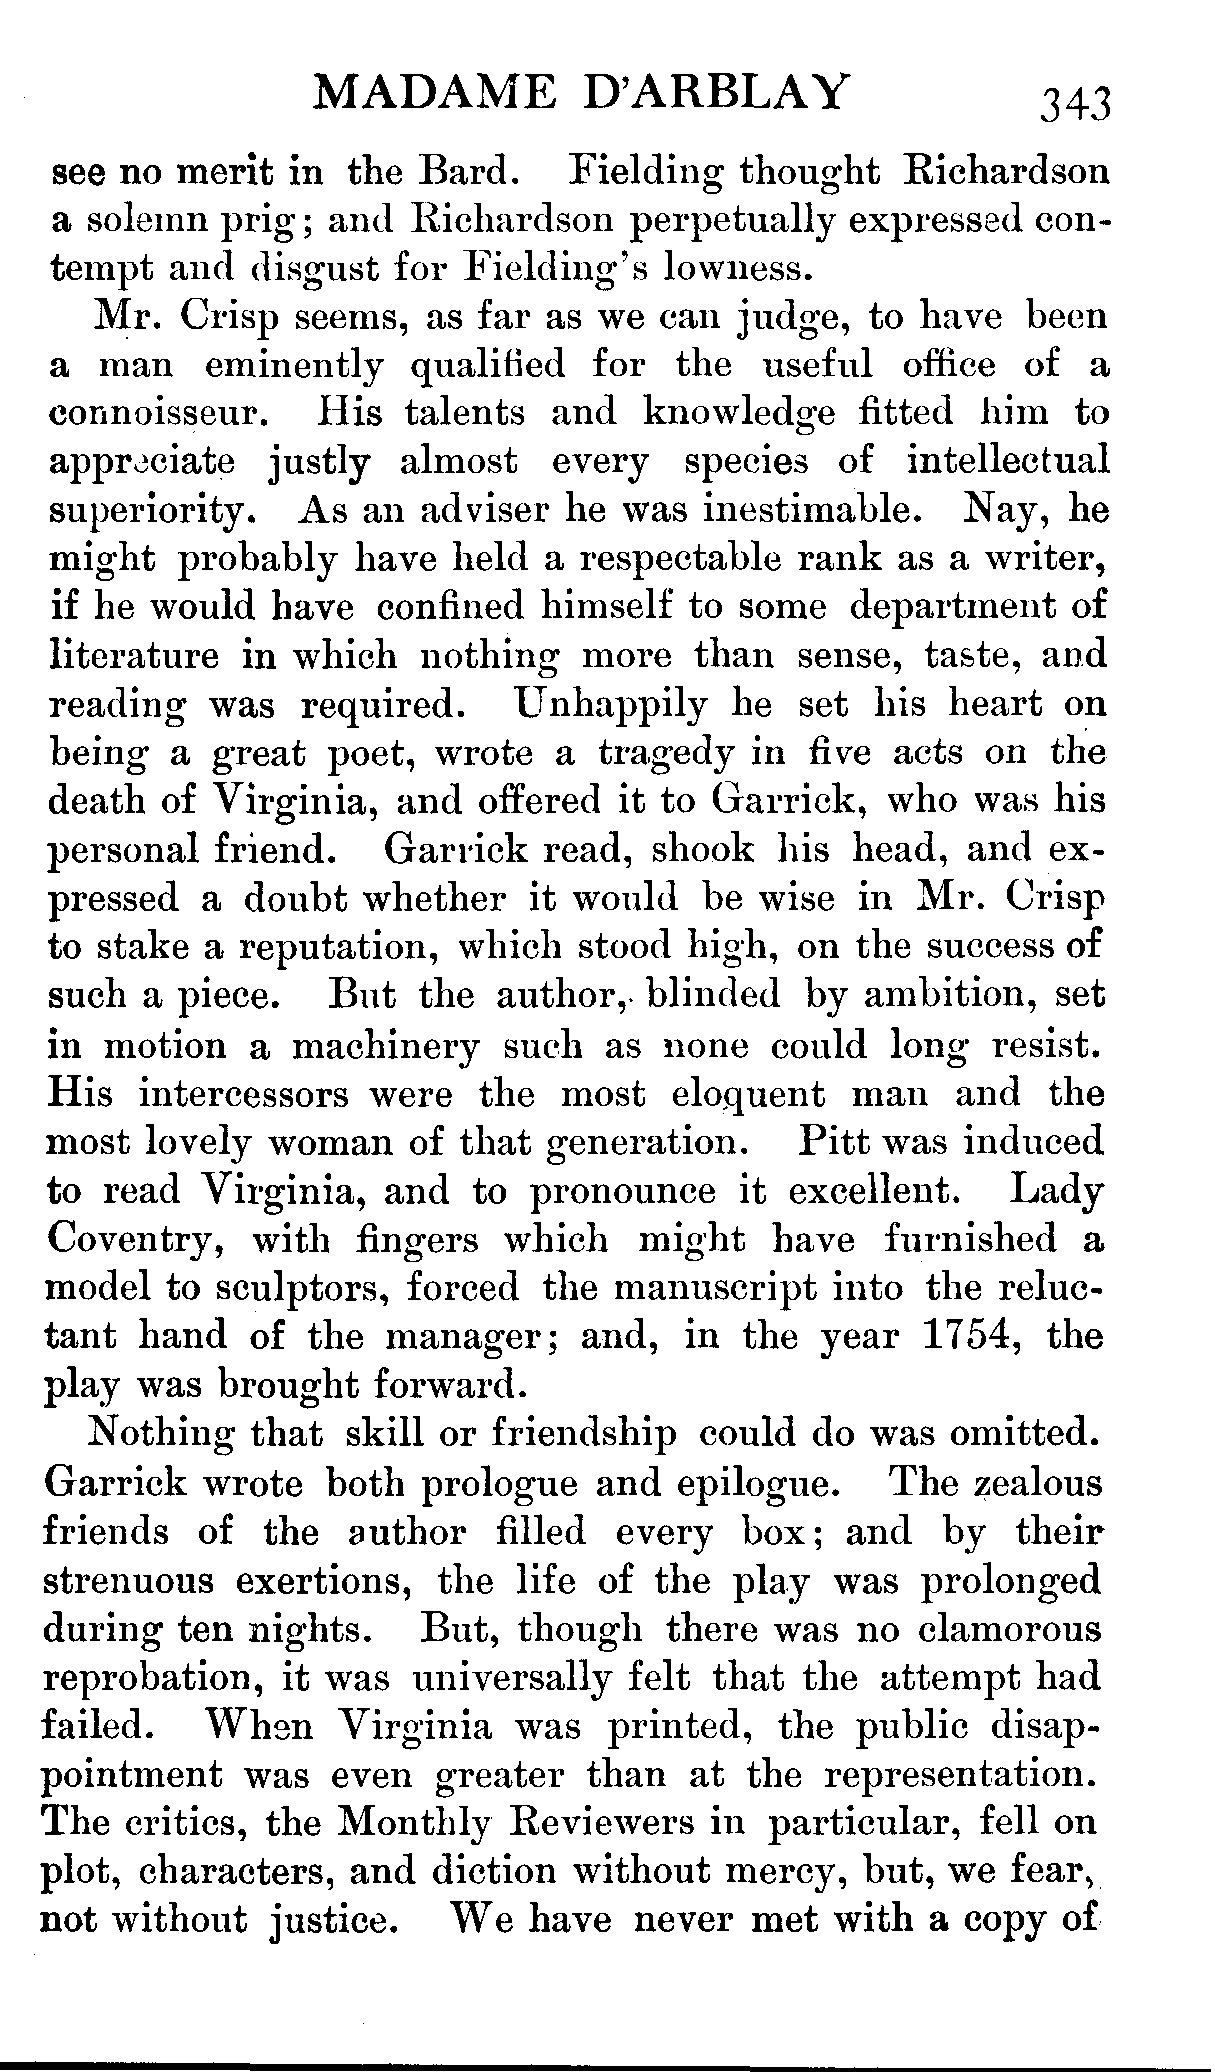 MADAME D'ARBLAY 343
see no merit in the Bard. Fielding thought Richardson
a solemn prig; and Richardson perpetually expressed con-
tempt and disgust for Fielding's lowness.
Mr. Crisp seems, as far as we can judge, to have been
a man eminently qualified for the useful office of a
connoisseur. His talents and knowledge fitted him to
appreciate justly almost every species of intellectual
superiority. As an adviser he was inestimable. Nay, he
might probably have held a respectable rank as a writer,
if he would have confined himself to some department of
literature in which nothing more than sense, taste, and
reading was required. Unhappily he set his heart on
being a great poet, wrote a tragedy in five acts on the
death of Virginia, and offered it to Garrick, who was his
personal friend. Garrick read, shook his head, and ex-
pressed a doubt whether it would be wise in Mr. Crisp
to stake a reputation, which stood high, on the success of
such a piece. But the author, blinded by ambition, set
in motion a machinery such as none could long resist.
His intercessors were the most eloquent man and the
most lovely woman of that generation. Pitt was induced
to read Virginia, and to pronounce it excellent. Lady
Coventry, with fingers which might have furnished a
model to sculptors, forced the manuscript into the reluc-
tant hand of the manager; and, in the year 1754, the
play was brought forward.
Nothing that skill or friendship could do was omitted.
Garrick wrote both prologue and epilogue. The zealous
friends of the author filled every box; and by their
strenuous exertions, the life of the play was prolonged
during ten nights. But, though there was no clamorous
reprobation, it was universally felt that the attempt had
failed. When Virginia was printed, the public disap-
pointment was even greater than at the representation.
The critics, the Monthly Reviewers in particular, fell on
plot, characters, and diction without mercy, but, we fear,
not without justice. We have never met with a copy of